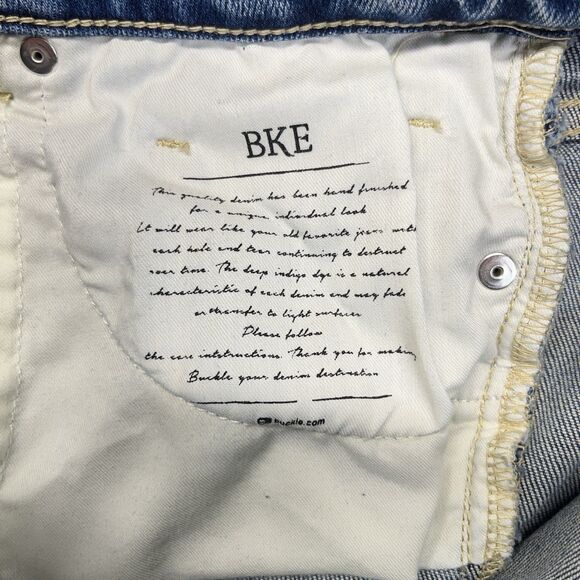 BKE
This quality denim has been hand finished
for a unique individual look
It will wear like your old favorite jeans with
each hole and tear continuing to destruct
over time. The deep indigo dye is a natural
characteristic of each denim and may fade
or transfer to light surfaces
Please follow
the care intstructions. Thank you for making
Buckle your denim destination
buckle.com